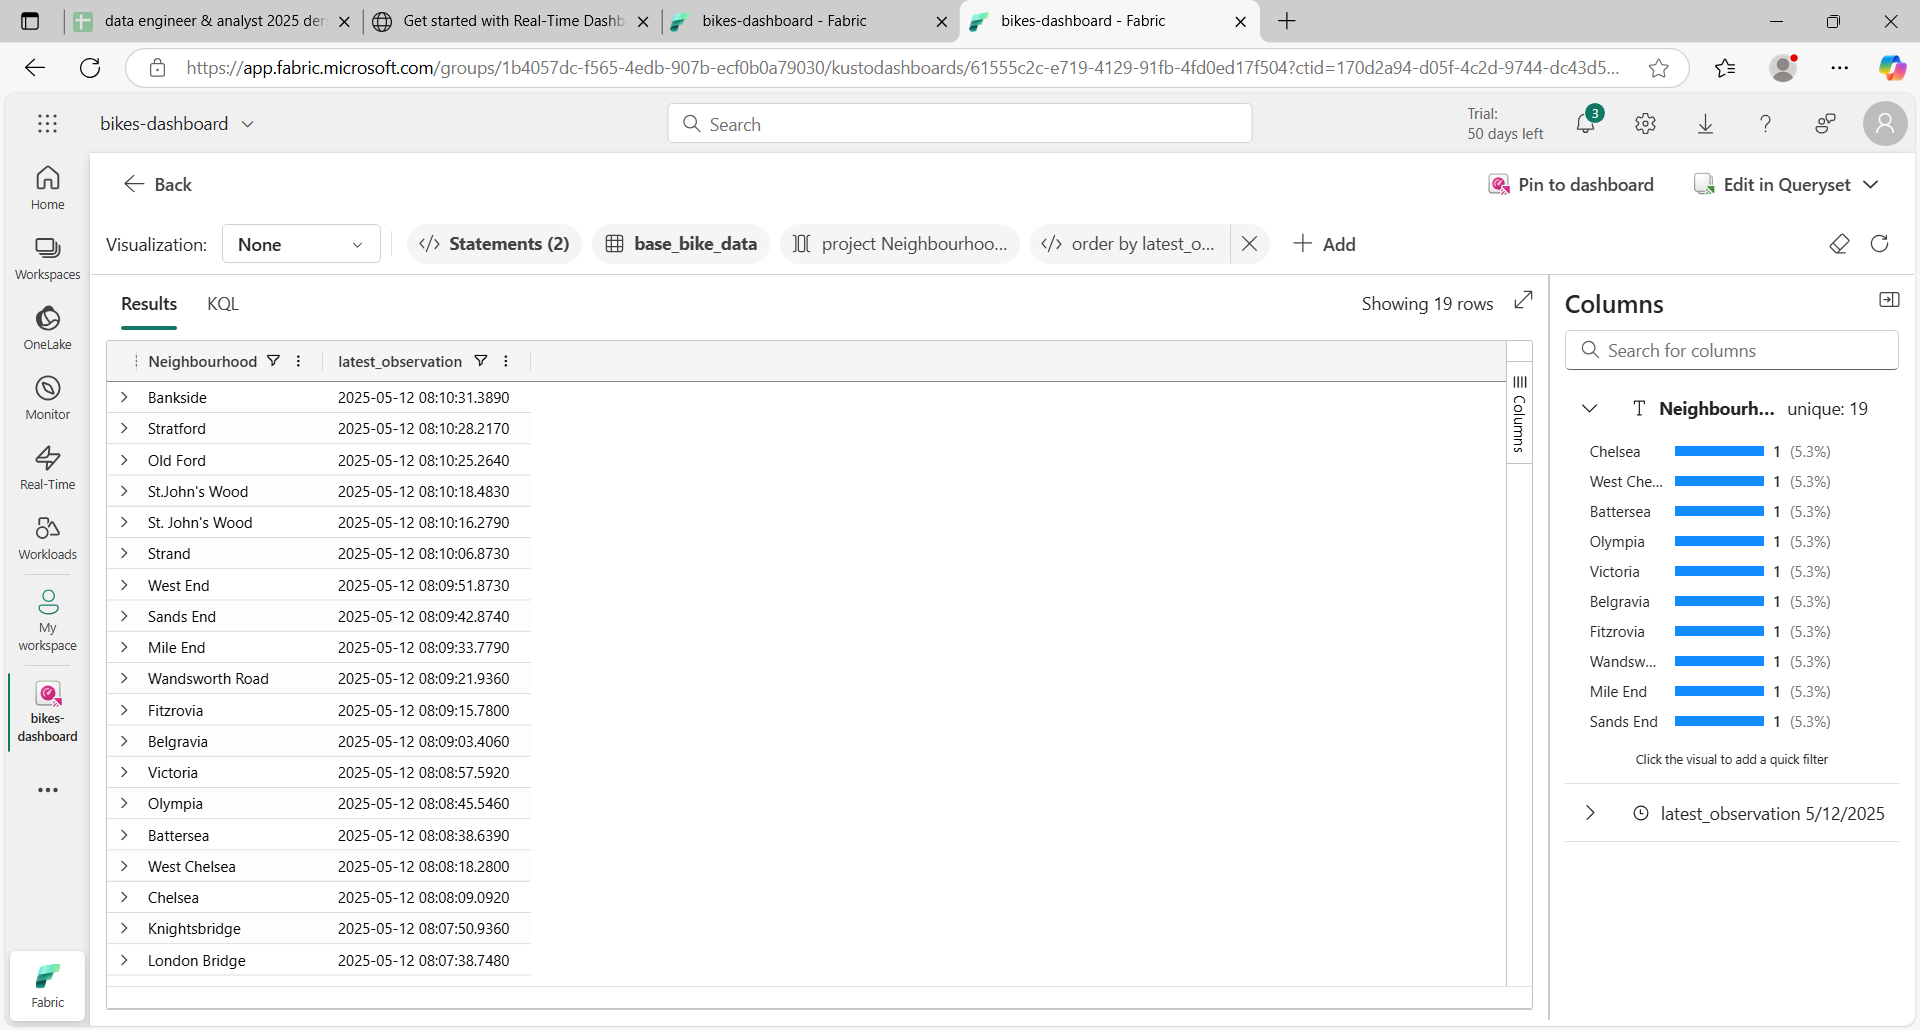 data engineer & analyst 2025 der
Get started with Real-Time Dashb
bikes-dashboard - Fabric
bikes-dashboard - Fabric
https://app.fabric.microsoft.com/groups/1b4057dc-f565-4edb-907b-ecf0b0a79030/kustodashboards/61555c2c-e719-4129-91fb-4fd0ed17f504?ctid=170d2a94-d05f-4c2d-9744-dc43d5...
bikes-dashboard
Search
Trial:
50 days left
3
Home
Workspaces
OneLake
Monitor
Real-Time
Workloads
My
workspace
bikes-
dashboard
Fabric
Back
Pin to dashboard
Edit in Queryset
Visualization:
None
Statements (2)
base_bike_data
project Neighbourhoo...
order by latest_o...
Add
Results
KQL
Showing 19 rows
Neighbourhood
latest_observation
Bankside 2025-05-12 08:10:31.3890
Stratford 2025-05-12 08:10:28.2170
Old Ford 2025-05-12 08:10:25.2640
St.John's Wood 2025-05-12 08:10:18.4830
St. John's Wood 2025-05-12 08:10:16.2790
Strand 2025-05-12 08:10:06.8730
West End 2025-05-12 08:09:51.8730
Sands End 2025-05-12 08:09:42.8740
Mile End 2025-05-12 08:09:33.7790
Wandsworth Road 2025-05-12 08:09:21.9360
Fitzrovia 2025-05-12 08:09:15.7800
Belgravia 2025-05-12 08:09:03.4060
Victoria 2025-05-12 08:08:57.5920
Olympia 2025-05-12 08:08:45.5460
Battersea 2025-05-12 08:08:38.6390
West Chelsea 2025-05-12 08:08:18.2800
Chelsea 2025-05-12 08:08:09.0920
Knightsbridge 2025-05-12 08:07:50.9360
London Bridge 2025-05-12 08:07:38.7480
Columns
Columns
Search for columns
Neighbourh... unique: 19
Chelsea 1 (5.3%)
West Che... 1 (5.3%)
Battersea 1 (5.3%)
Olympia 1 (5.3%)
Victoria 1 (5.3%)
Belgravia 1 (5.3%)
Fitzrovia 1 (5.3%)
Wandsw... 1 (5.3%)
Mile End 1 (5.3%)
Sands End 1 (5.3%)
Click the visual to add a quick filter
latest_observation 5/12/2025